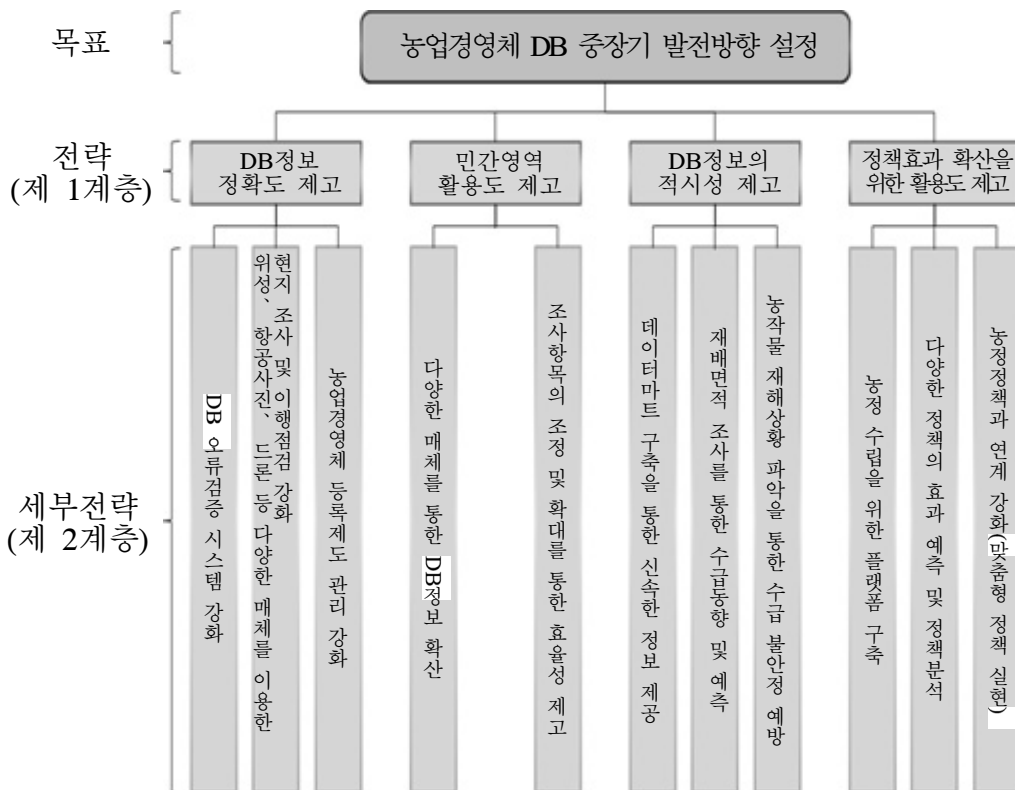 목표
농업경영체 DB 중장기 발전방향 설정
전략
(제 1계층)
DB정보
정확도 제고
민간영역
활용도 제고
DB정보의
적시성 제고
정책효과 확산을
위한 활용도 제고
세부전략
(제 2계층)
DB 오류검증 시스템 강화
위성、 항공사진、 드론 등 다양한 매체를 이용한
현지 조사 및 이행점검 강화
농업경영체 등록제도 관리 강화
다양한 매체를 통한 DB정보 확산
조사항목의 조정 및 확대를 통한 효율성 제고
데이터마트 구축을 통한 신속한 정보 제공
재배면적 조사를 통한 수급동향 및 예측
농작물 재해상황 파악을 통한 수급 불안정 예방
농정 수립을 위한 플랫폼 구축
다양한 정책의 효과 예측 및 정책분석
농정정책과 연계 강화(맞춤형 정책 실현)